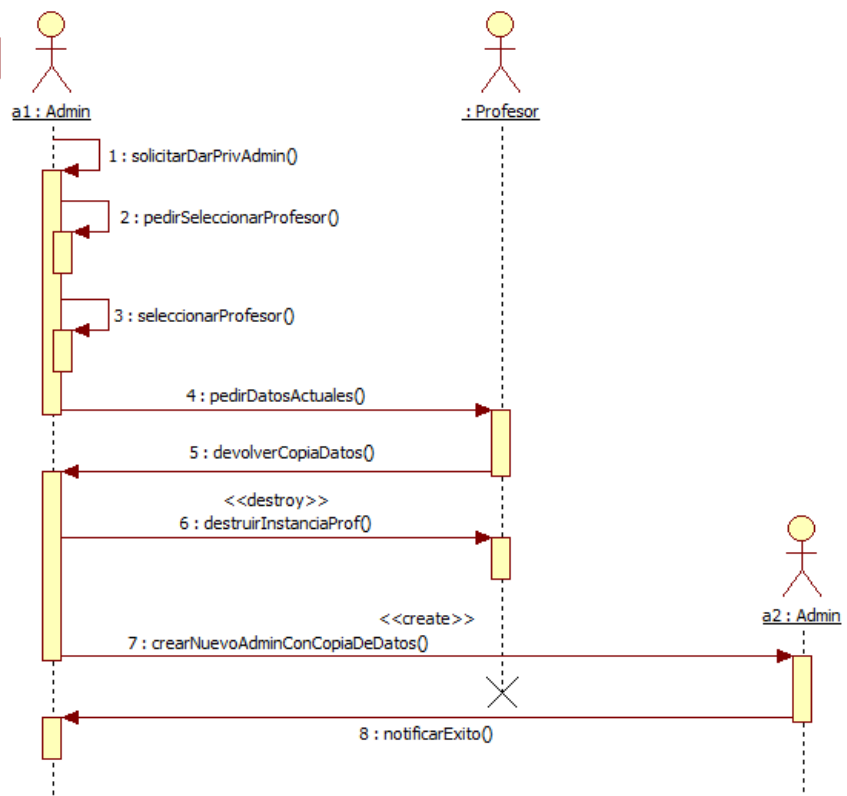 a1 : Admin
: Profesor
1 : solicitarDarPrivAdmin()
2 : pedirSeleccionarProfesor()
3 : seleccionarProfesor()
4 : pedirDatosActuales()
5 : devolverCopiaDatos()
<<destroy>>
6 : destruirInstanciaProf()
a2 : Admin
<<create>>
7 : crearNuevoAdminConCopiaDeDatos()
8 : notificarExito()